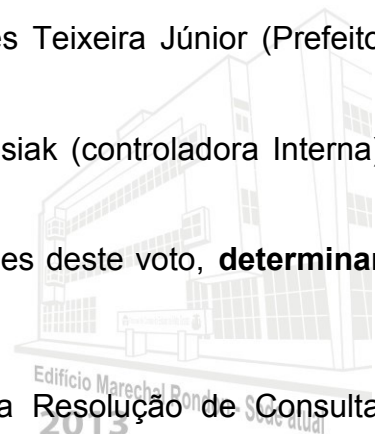 es Teixeira Júnior (Prefeito
siak (controladora Interna)
es deste voto, determinar
Edifício Marechal Rondon - Sede atual
a Resolução de Consulta
2013